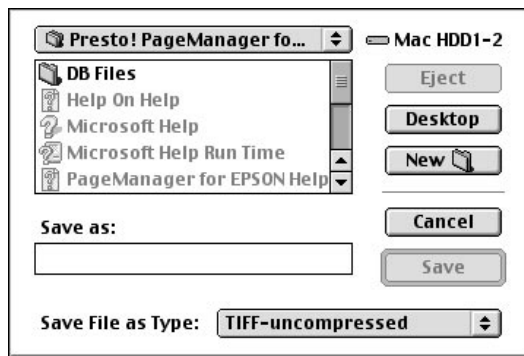 Presto! PageManager fo...
Mac HDD1-2
DB Files
Help On Help
Microsoft Help
Microsoft Help Run Time
PageManager for EPSON Help
Eject
Desktop
New
Save as:
Cancel
Save
Save File as Type: TIFF-uncompressed